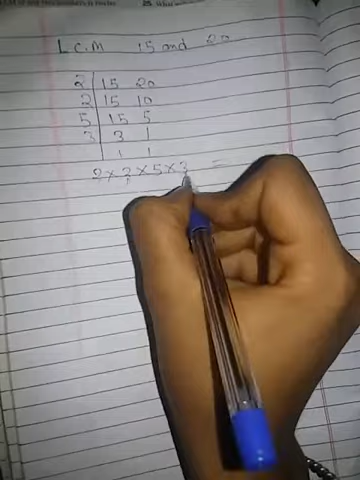 L C.M 15 and 20
2 15 20
2 15 10
5 15 5
3 3 1
1 1
2 × 2 × 5 × 3 =